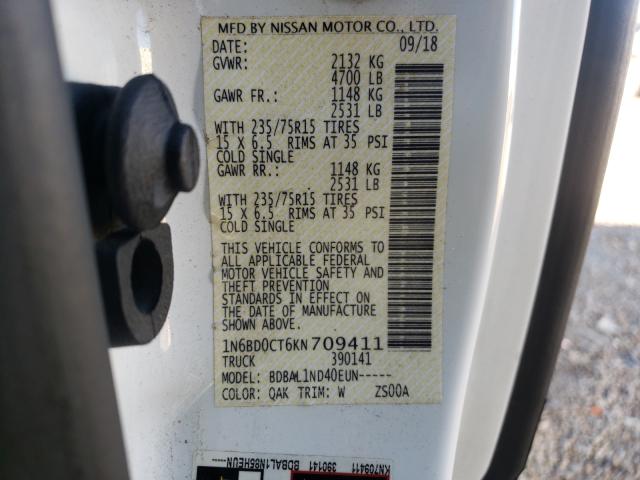 MFD BY NISSAN MOTOR CO., LTD.
DATE: 09/18
GVWR: 2132 KG
4700 LB
GAWR FR.: 1148 KG
2531 LB
WITH 235/75R15 TIRES
15 X 6.5 RIMS AT 35 PSI
COLD SINGLE
GAWR RR.: 1148 KG
2531 LB
WITH 235/75R15 TIRES
15 X 6.5 RIMS AT 35 PSI
COLD SINGLE
THIS VEHICLE CONFORMS TO
ALL APPLICABLE FEDERAL
MOTOR VEHICLE SAFETY AND
THEFT PREVENTION
STANDARDS IN EFFECT ON
THE DATE OF MANUFACTURE
SHOWN ABOVE.
1N6BD0CT6KN709411
TRUCK 390141
MODEL: BDBAL1ND40EUN-----
COLOR: QAK TRIM: W ZS00A
KN709411
390141 BDBAL1N86HEUN-----